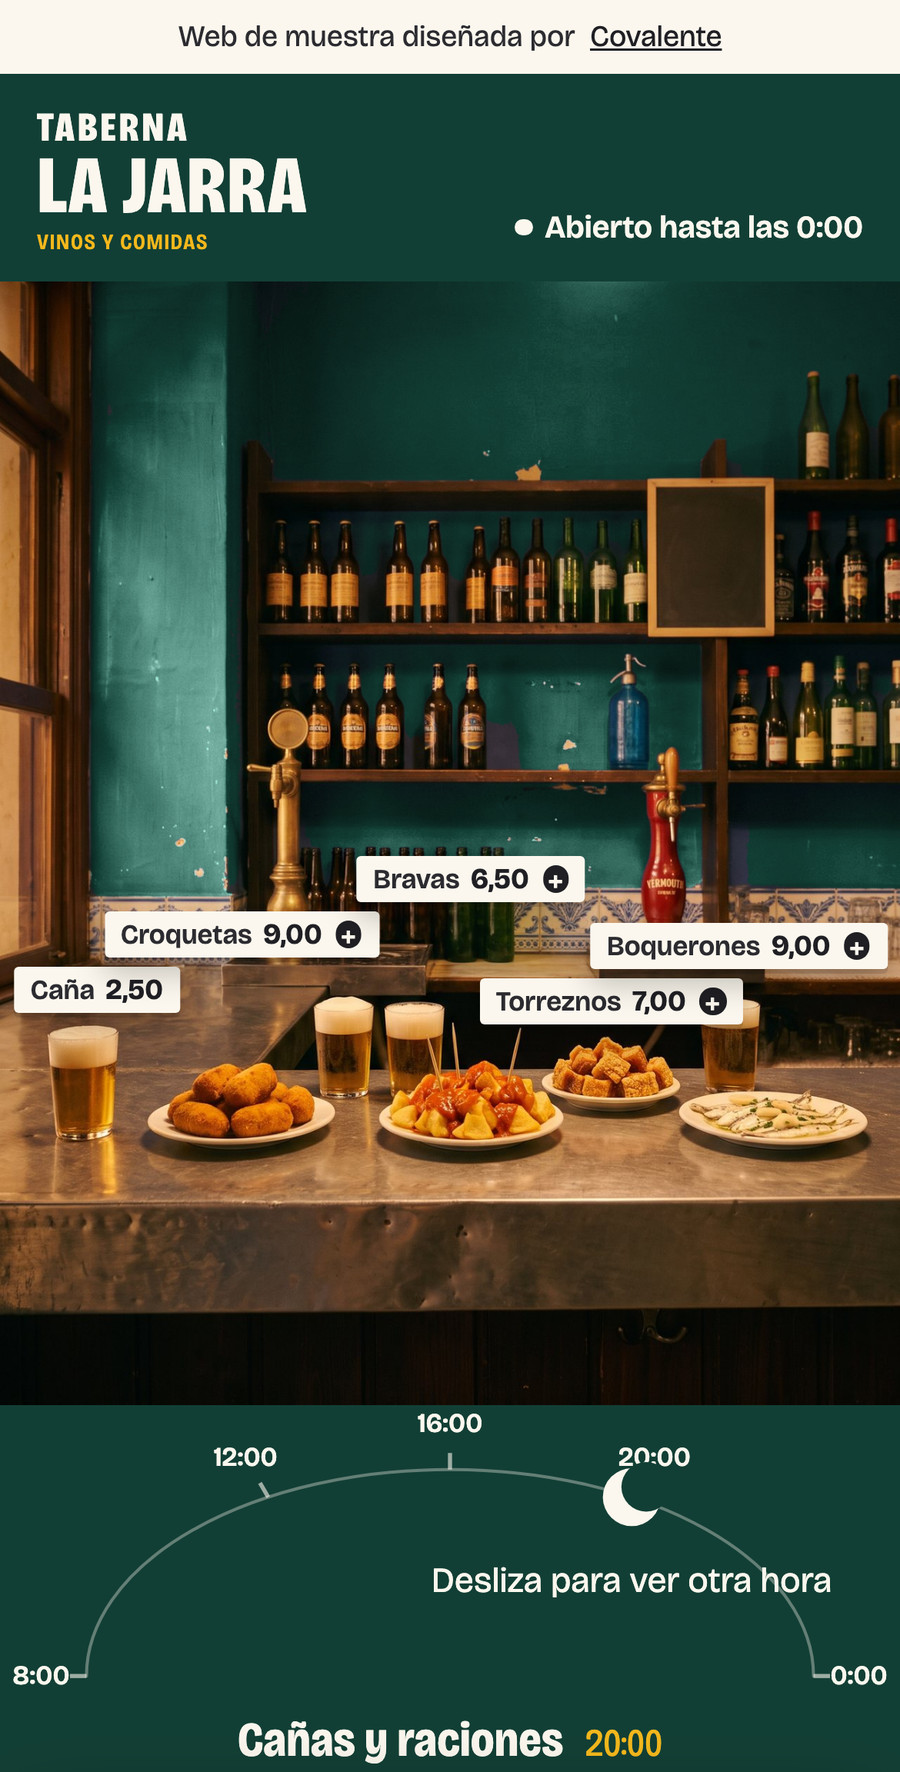 Web de muestra diseñada por Covalente
TABERNA
LA JARRA
VINOS Y COMIDAS
Abierto hasta las 0:00
Bravas 6,50
YERMOUTH
Croquetas 9,00
Boquerones 9,00
Caña 2,50
Torreznos 7,00
16:00
12:00
20:00
Desliza para ver otra hora
8:00
0:00
Cañas y raciones 20:00